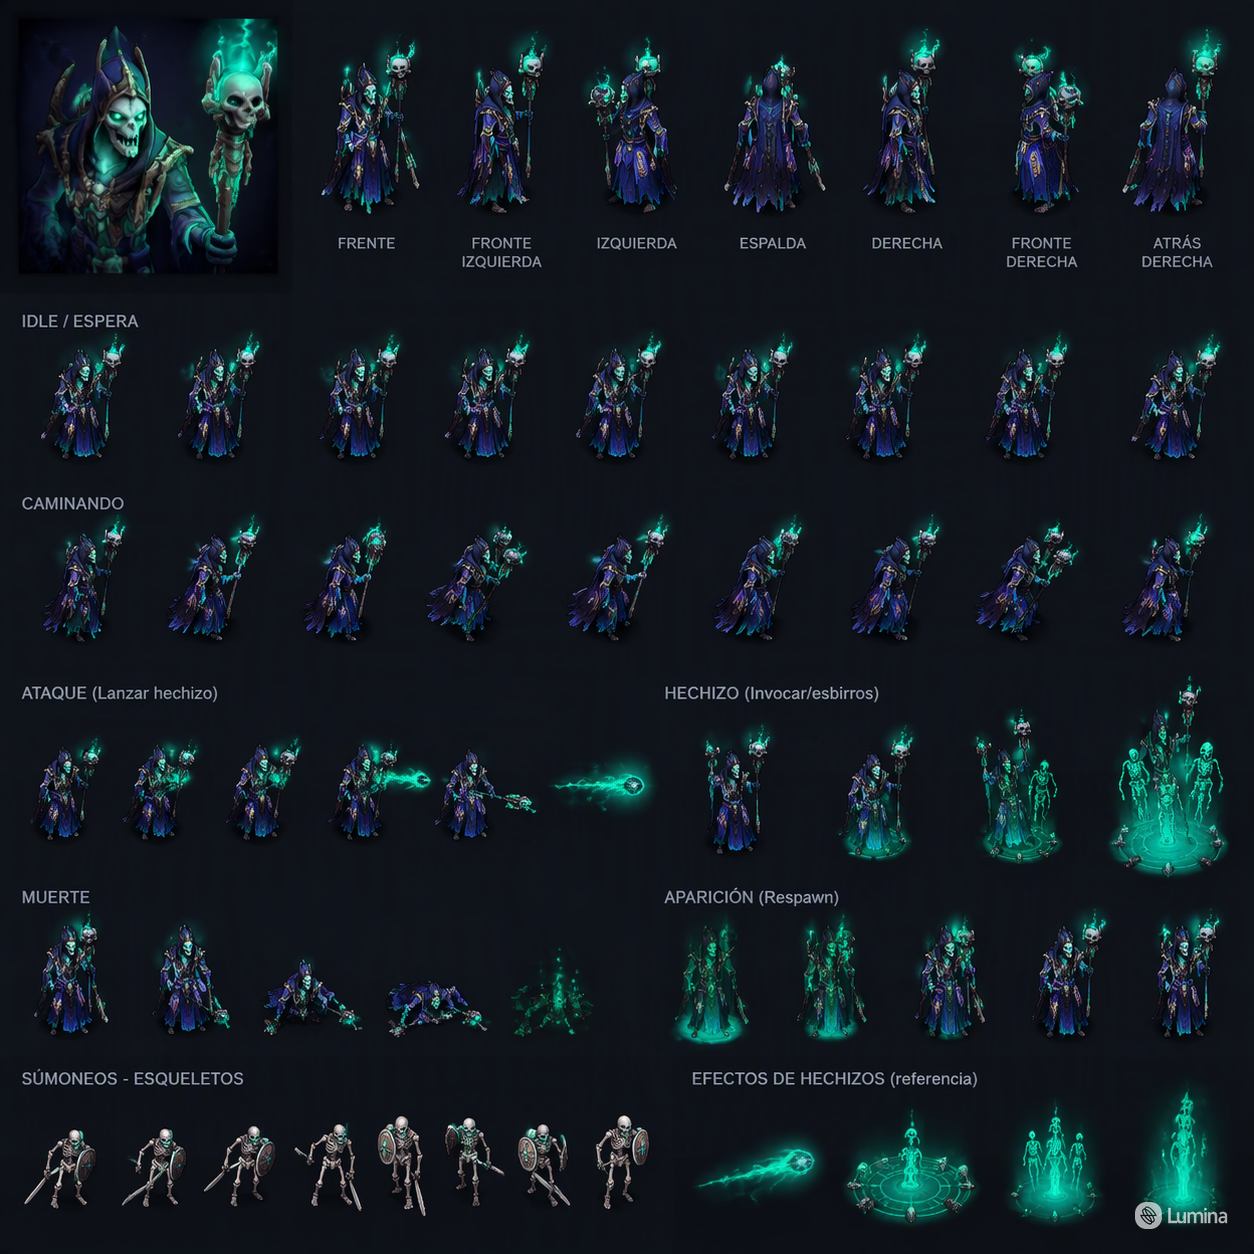 FRENTE
FRONTE
IZQUIERDA
IZQUIERDA
ESPALDA
DERECHA
FRONTE
DERECHA
ATRÁS
DERECHA
IDLE / ESPERA
CAMINANDO
ATAQUE (Lanzar hechizo)
HECHIZO (Invocar/esbirros)
MUERTE
APARICIÓN (Respawn)
SÚMONEOS - ESQUELETOS
EFECTOS DE HECHIZOS (referencia)
Lumina